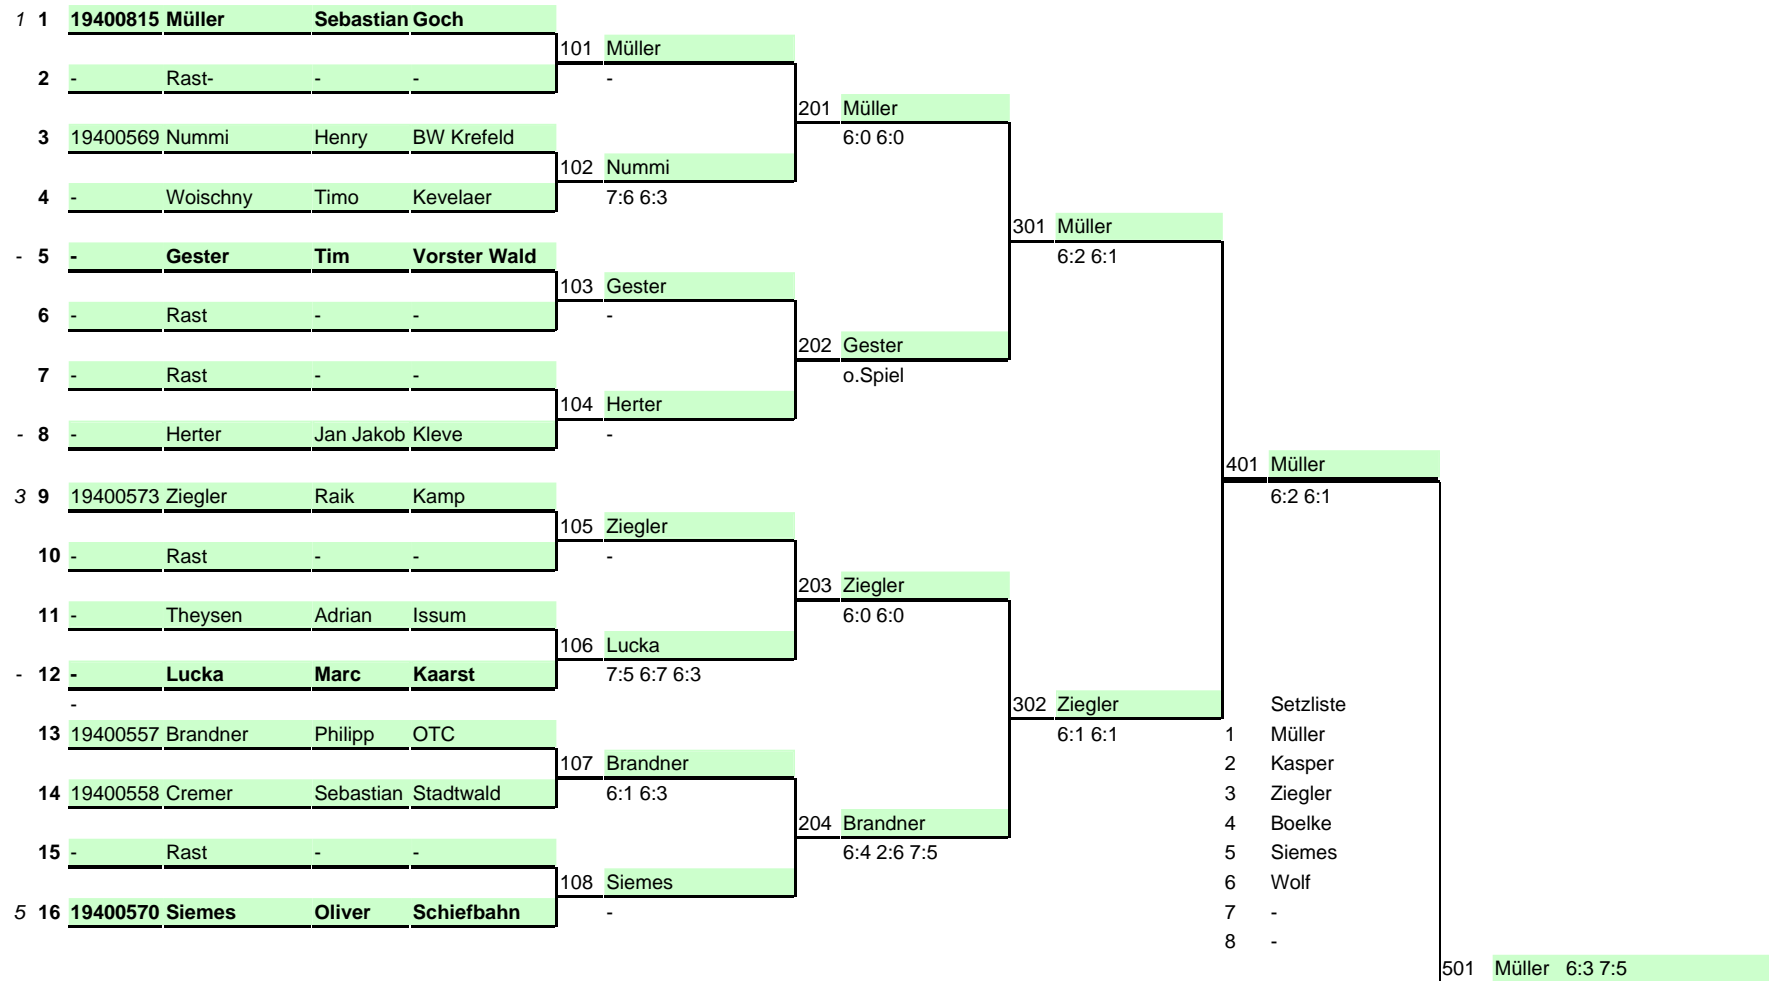 1 1 19400815 Müller Sebastian Goch
101 Müller
2 - Rast- - - -
201 Müller
3 19400569 Nummi Henry BW Krefeld 6:0 6:0
102 Nummi
4 - Woischny Timo Kevelaer 7:6 6:3
301 Müller
- 5 - Gester Tim Vorster Wald 6:2 6:1
103 Gester
6 - Rast - - -
202 Gester
7 - Rast - - o.Spiel
104 Herter
- 8 - Herter Jan Jakob Kleve -
401 Müller
3 9 19400573 Ziegler Raik Kamp 6:2 6:1
105 Ziegler
10 - Rast - - -
203 Ziegler
11 - Theysen Adrian Issum 6:0 6:0
106 Lucka
- 12 - Lucka Marc Kaarst 7:5 6:7 6:3
- 302 Ziegler Setzliste
13 19400557 Brandner Philipp OTC 6:1 6:1 1 Müller
107 Brandner 2 Kasper
14 19400558 Cremer Sebastian Stadtwald 6:1 6:3 3 Ziegler
204 Brandner 4 Boelke
15 - Rast - - 6:4 2:6 7:5 5 Siemes
108 Siemes 6 Wolf
5 16 19400570 Siemes Oliver Schiefbahn - 7 -
8 -
501 Müller 6:3 7:5